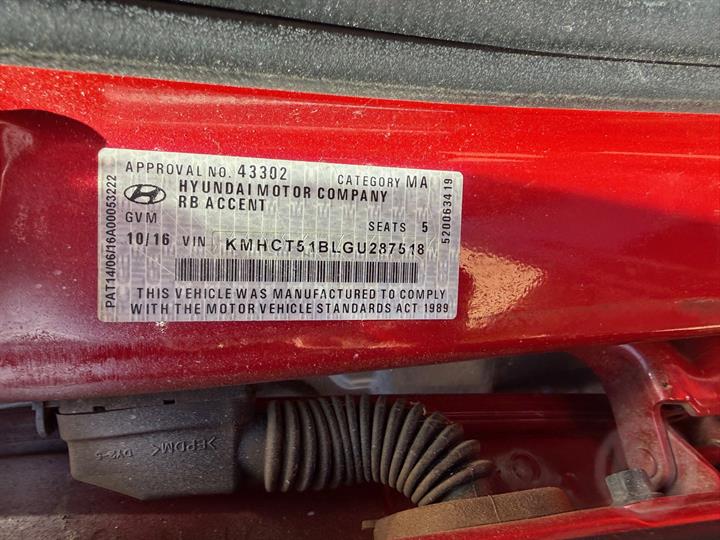 APPROVAL NO. 43302
CATEGORY MA
HYUNDAI MOTOR COMPANY
RB ACCENT
GVM
SEATS 5
10/16 VIN KMHCT51BLGU287518
THIS VEHICLE WAS MANUFACTURED TO COMPLY
WITH THE MOTOR VEHICLE STANDARDS ACT 1989
PAT14/06/16A00053222
520063419
>EPDM<